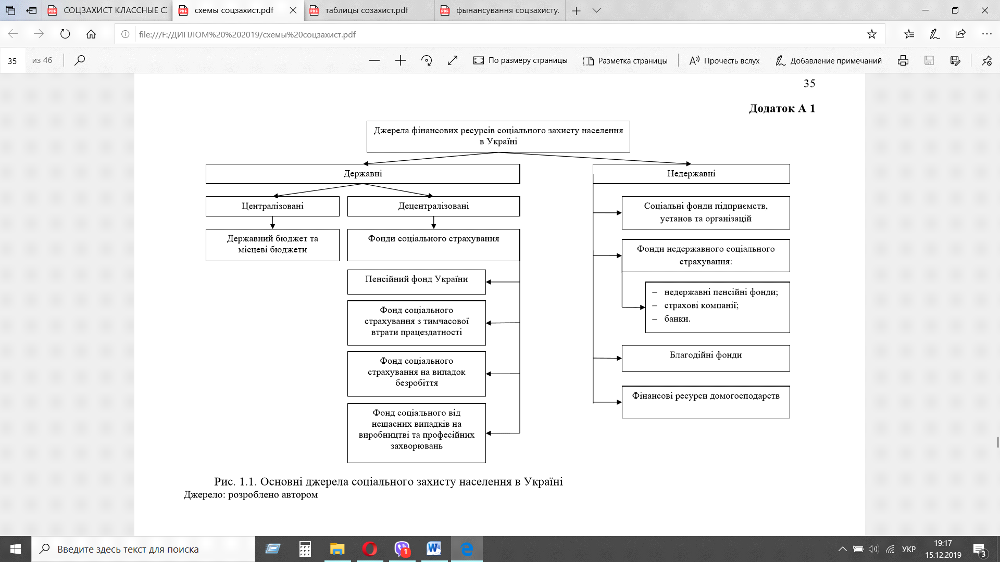 СОЦЗАХИСТ КЛАССНЫЕ С
схемы соцзахист.pdf
таблицы созахист.pdf
фынансування соцзахисту.
file:///F:/ДИПЛОМ%20%202019/схемы%20соцзахист.pdf
35
из 46
По размеру страницы
Разметка страницы
Прочесть вслух
Добавление примечаний
35
Додаток А 1
Джерела фінансових ресурсів соціального захисту населення
в Україні
Державні
Недержавні
Централізовані
Децентралізовані
Державний бюджет та
місцеві бюджети
Фонди соціального страхування
Пенсійний фонд України
Фонд соціального
страхування з тимчасової
втрати працездатності
Фонд соціального
страхування на випадок
безробіття
Фонд соціального від
нещасних випадків на
виробництві та професійних
захворювань
Соціальні фонди підприємств,
установ та організацій
Фонди недержавного соціального
страхування:
– недержавні пенсійні фонди;
– страхові компанії;
– банки.
Благодійні фонди
Фінансові ресурси домогосподарств
Рис. 1.1. Основні джерела соціального захисту населення в Україні
Джерело: розроблено автором
Введите здесь текст для поиска
1
УКР
19:17
15.12.2019
3